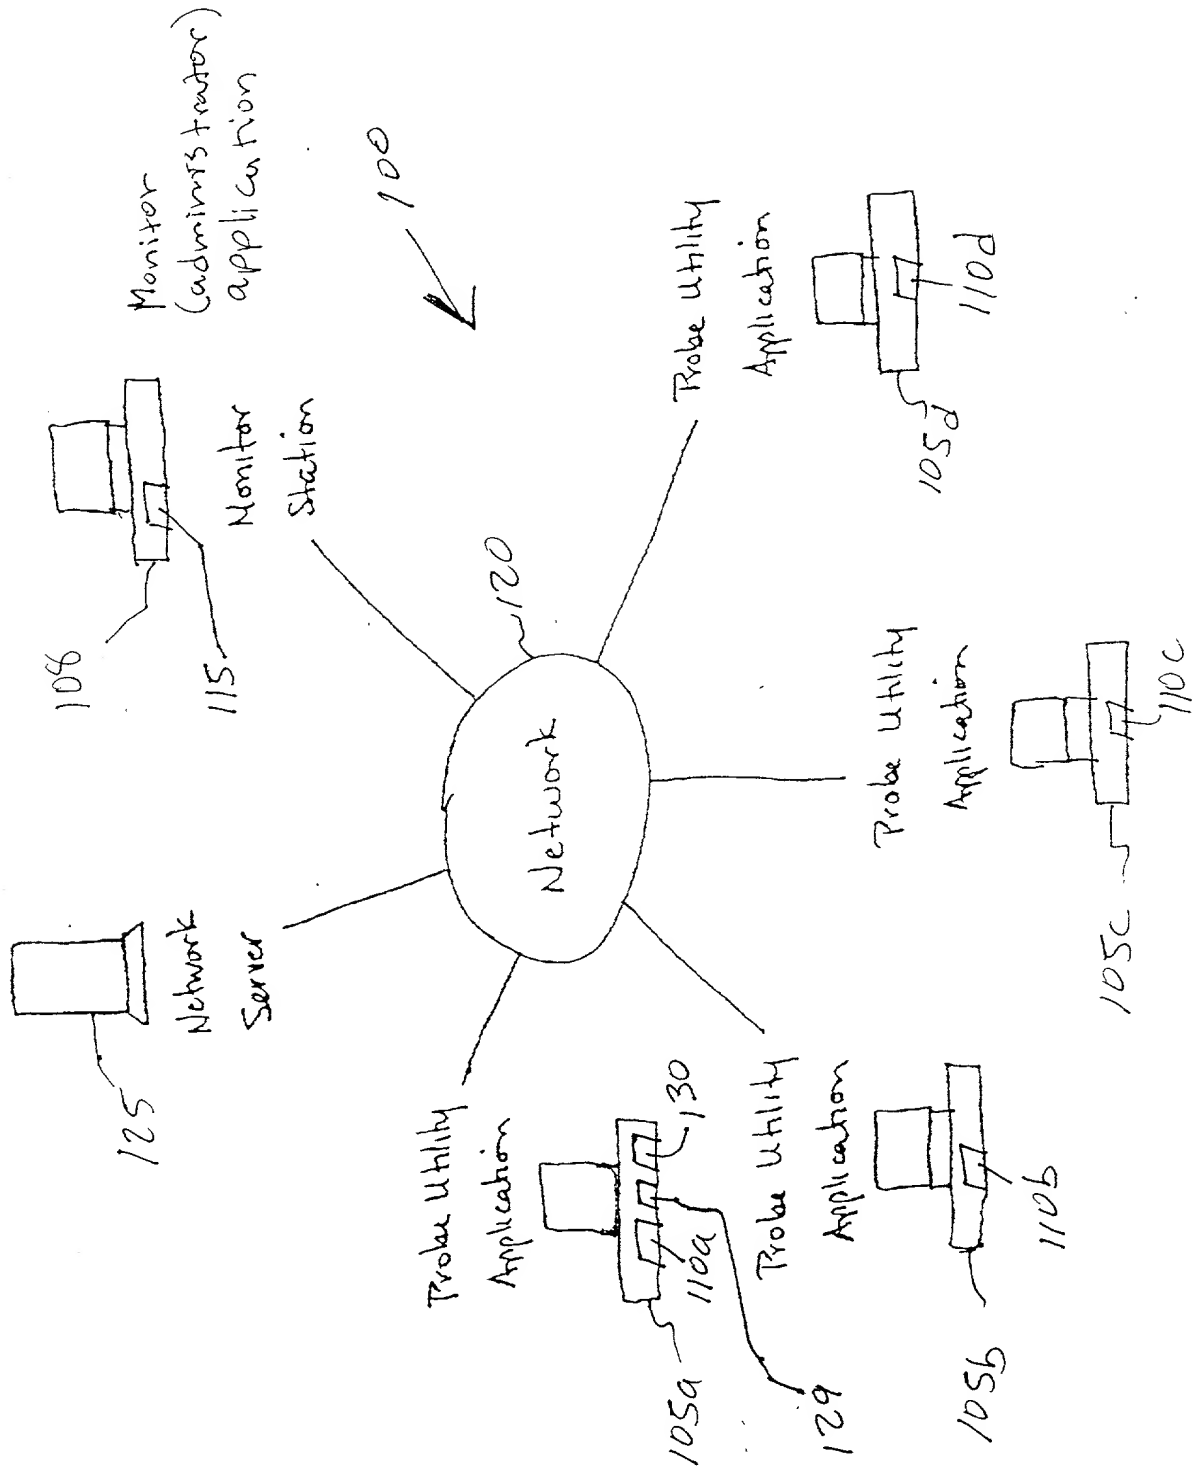 125
Network
Server
108
115
Monitor
Station
Monitor
(administrator)
application
100
120
Network
Probe Utility
Application
105a
110a
130
129
Probe Utility
Application
105b
110b
Probe Utility
Application
105c
110c
Probe Utility
Application
105d
110d